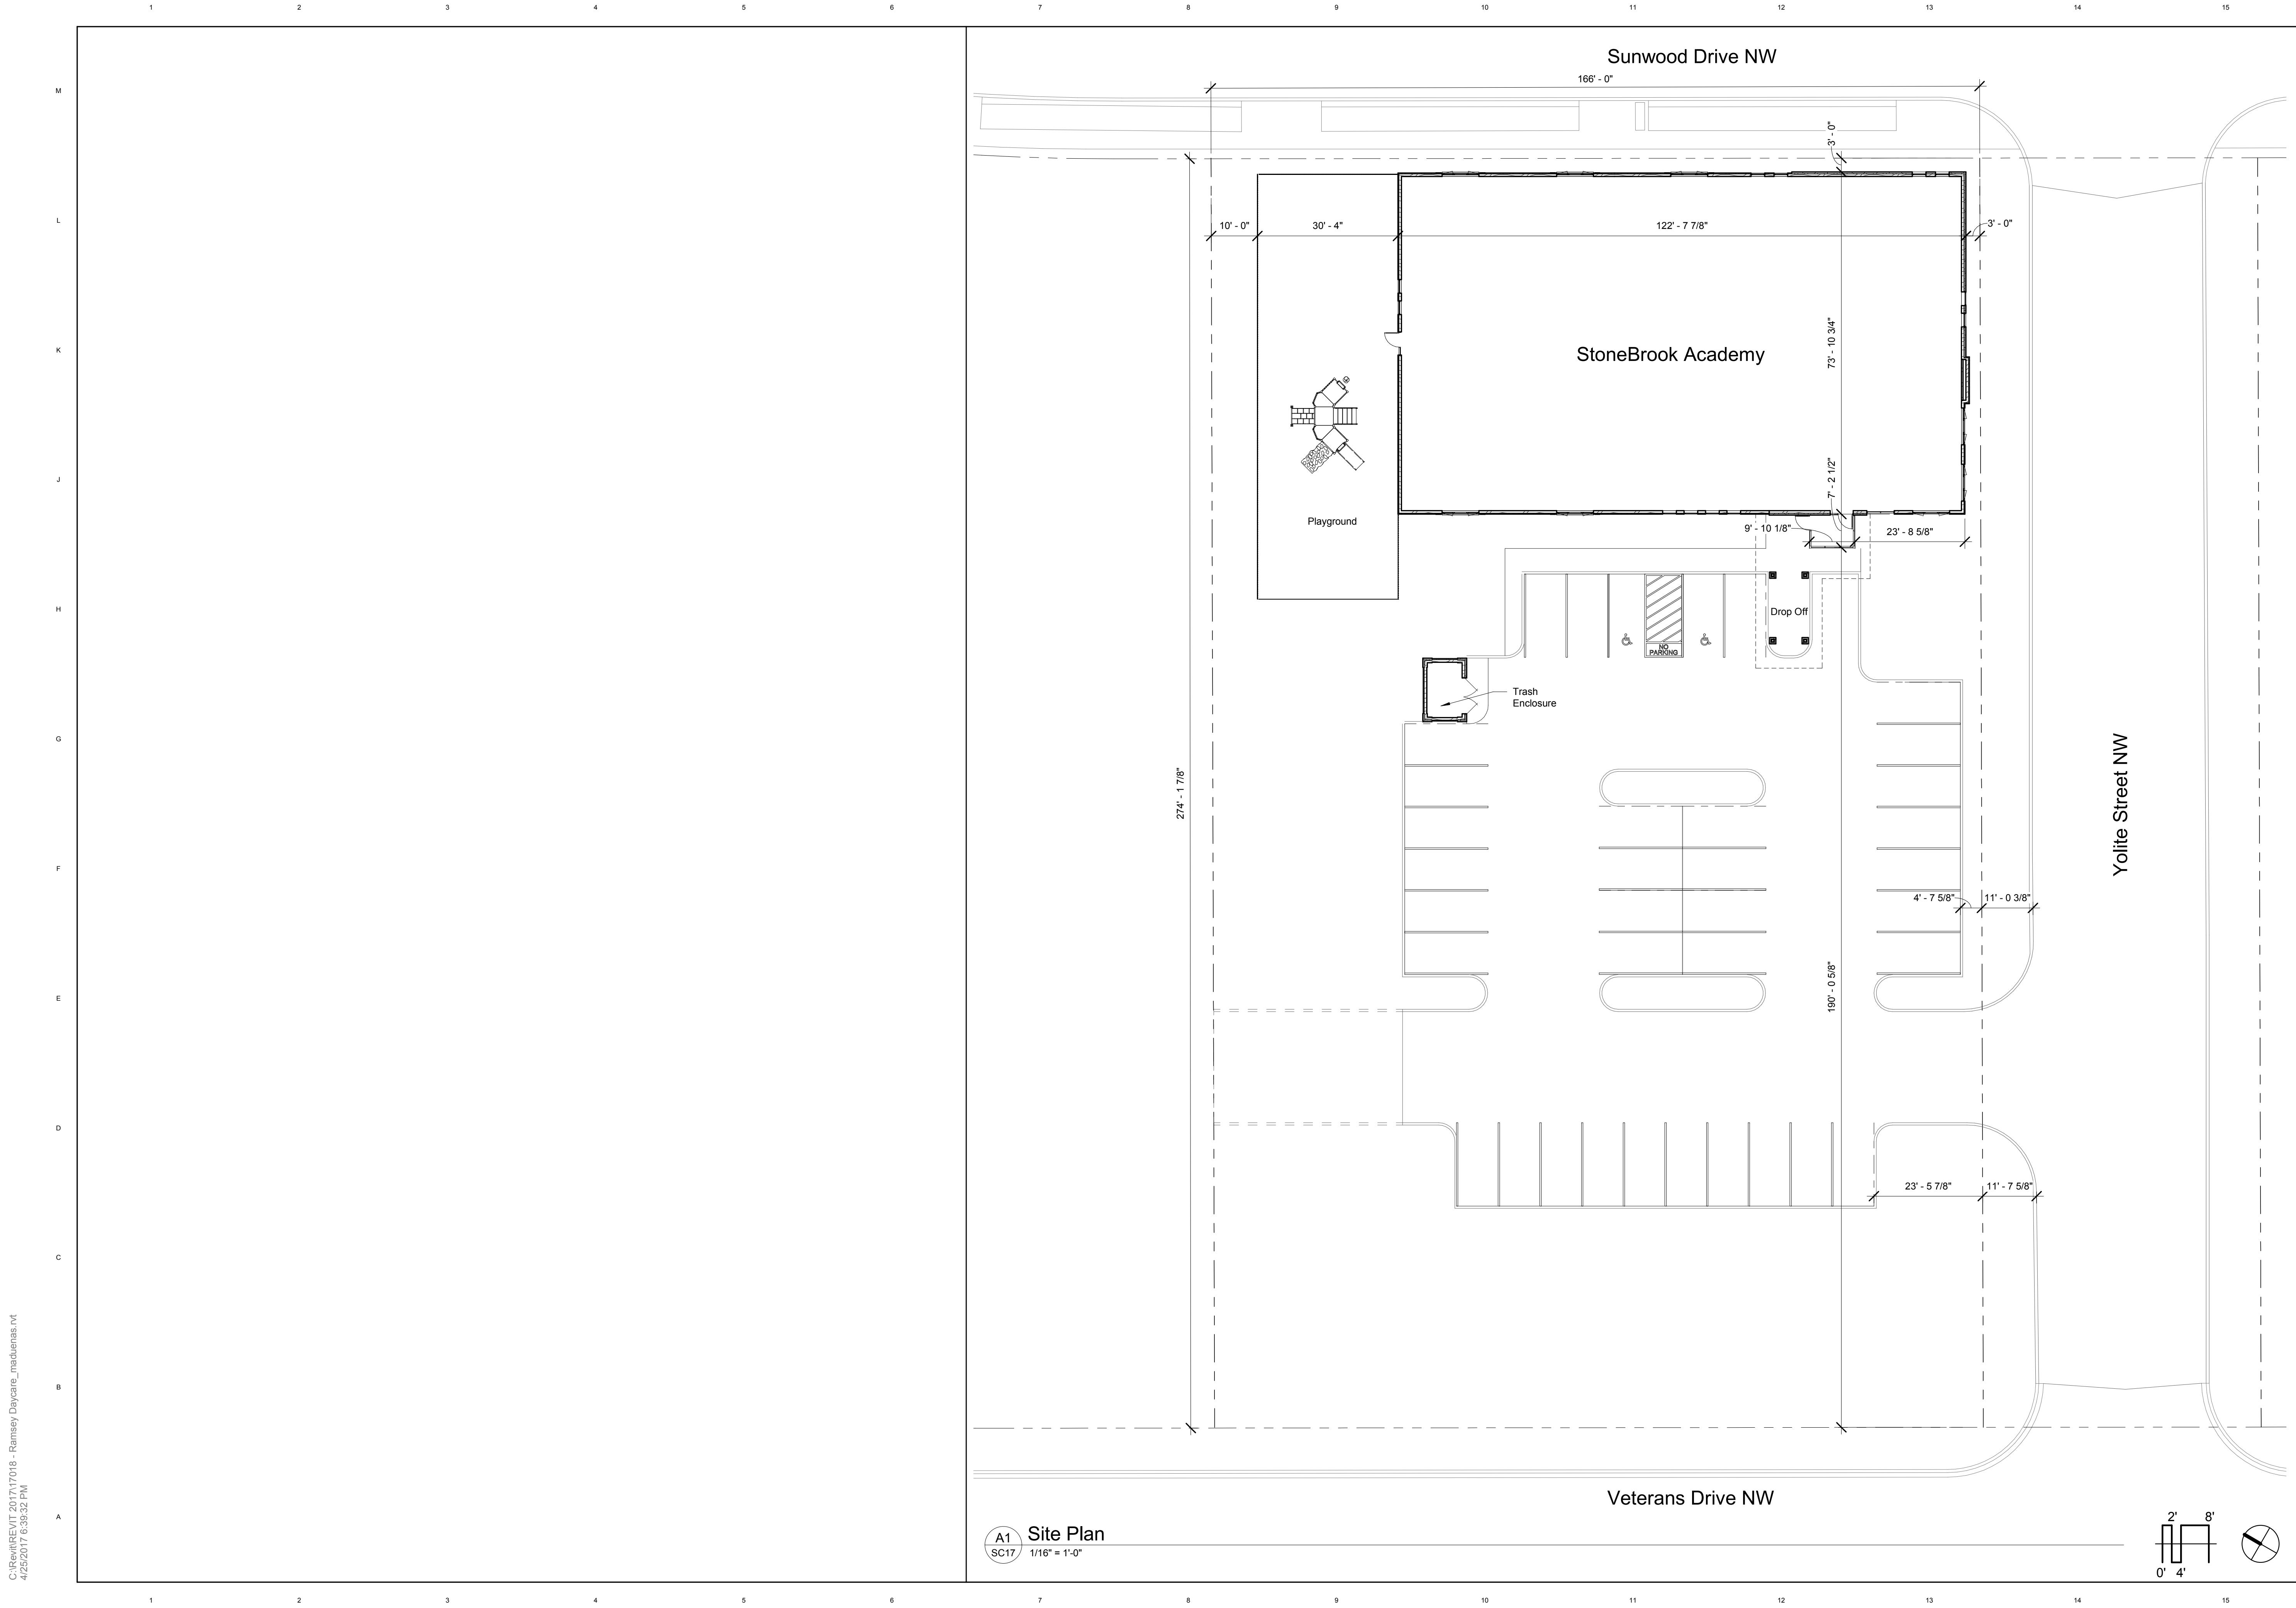 1 2 3 4 5 6 7 8 9 10 11 12 13 14 15
Sunwood Drive NW
166' - 0"
M
3' - 0"
L
10' - 0"
30' - 4"
122' - 7 7/8"
3' - 0"
K
StoneBrook Academy
73' - 10 3/4"
J
7' - 2 1/2"
Playground
9' - 10 1/8"
23' - 8 5/8"
H
Drop Off
NO
PARKING
Trash
Enclosure
G
274' - 1 7/8"
Yolite Street NW
F
4' - 7 5/8"
11' - 0 3/8"
E
190' - 0 5/8"
D
23' - 5 7/8"
11' - 7 5/8"
C
B
Veterans Drive NW
A
A1
SC17
Site Plan
1/16" = 1'-0"
2' 8'
0' 4'
C:\Revit\REVIT 2017\17018 - Ramsey Daycare_maduenas.rvt
4/25/2017 6:39:32 PM
1 2 3 4 5 6 7 8 9 10 11 12 13 14 15